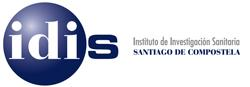 idis
Instituto de Investigación Sanitaria
SANTIAGO DE COMPOSTELA